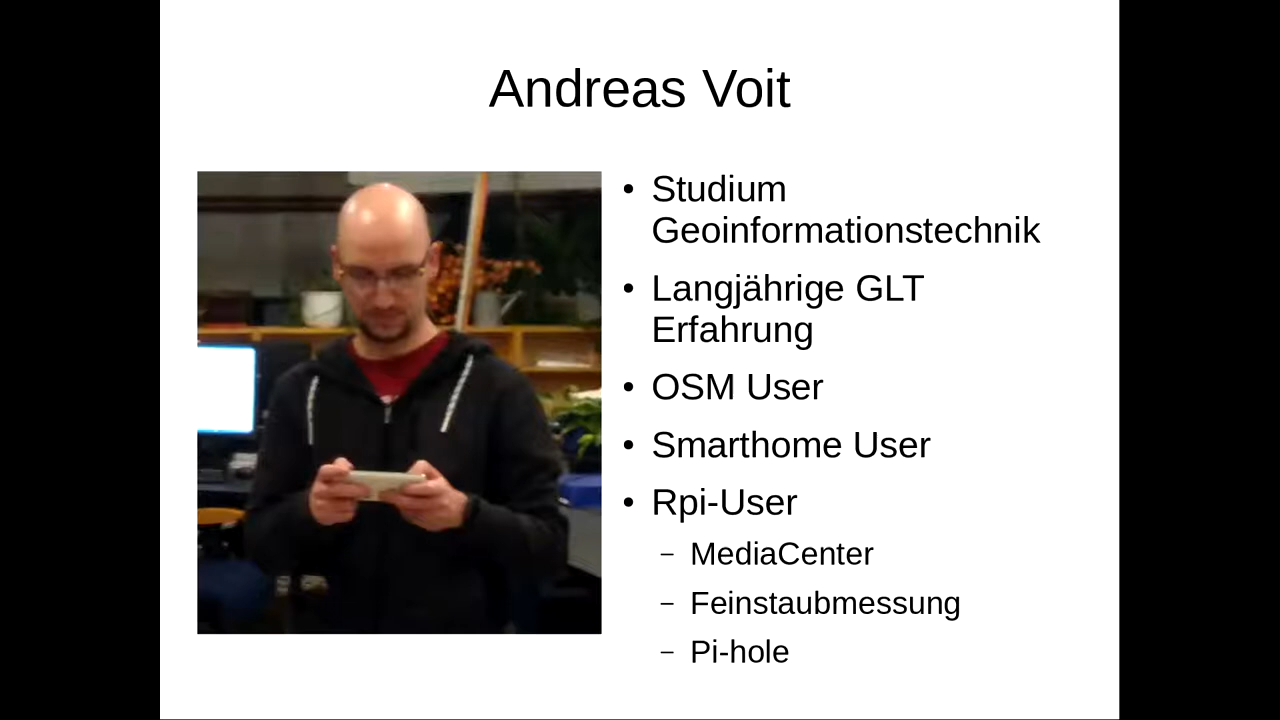 Andreas Voit
• Studium
Geoinformationstechnik
• Langjährige GLT
Erfahrung
• OSM User
• Smarthome User
• Rpi-User
– MediaCenter
– Feinstaubmessung
– Pi-hole